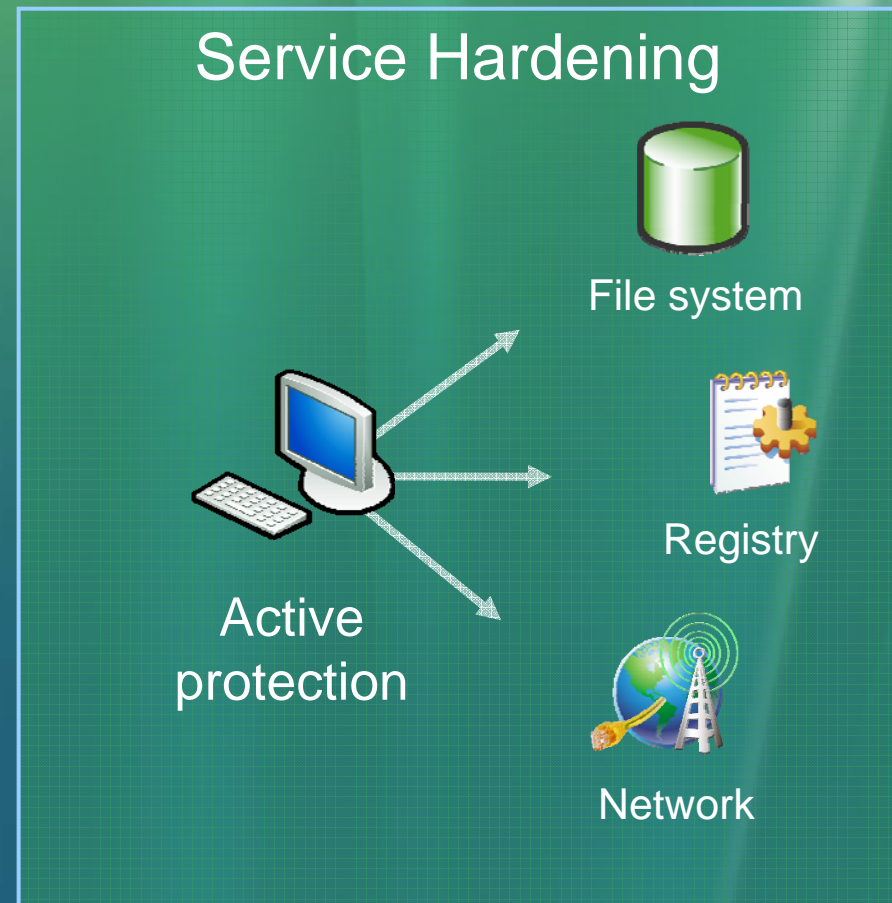 Service Hardening
File system
Registry
Active
protection
Network